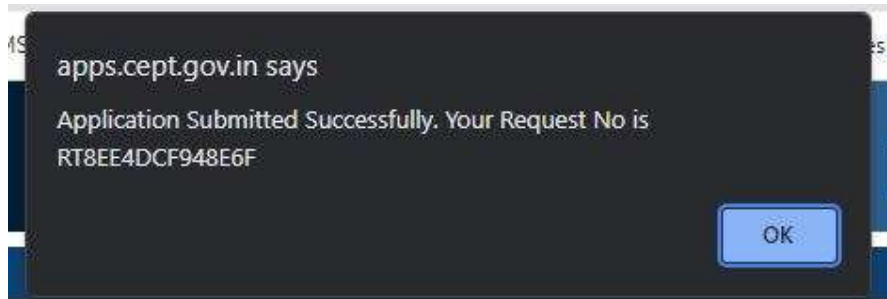 apps.cept.gov.in says
Application Submitted Successfully. Your Request No is
RT8EE4DCF948E6F
OK